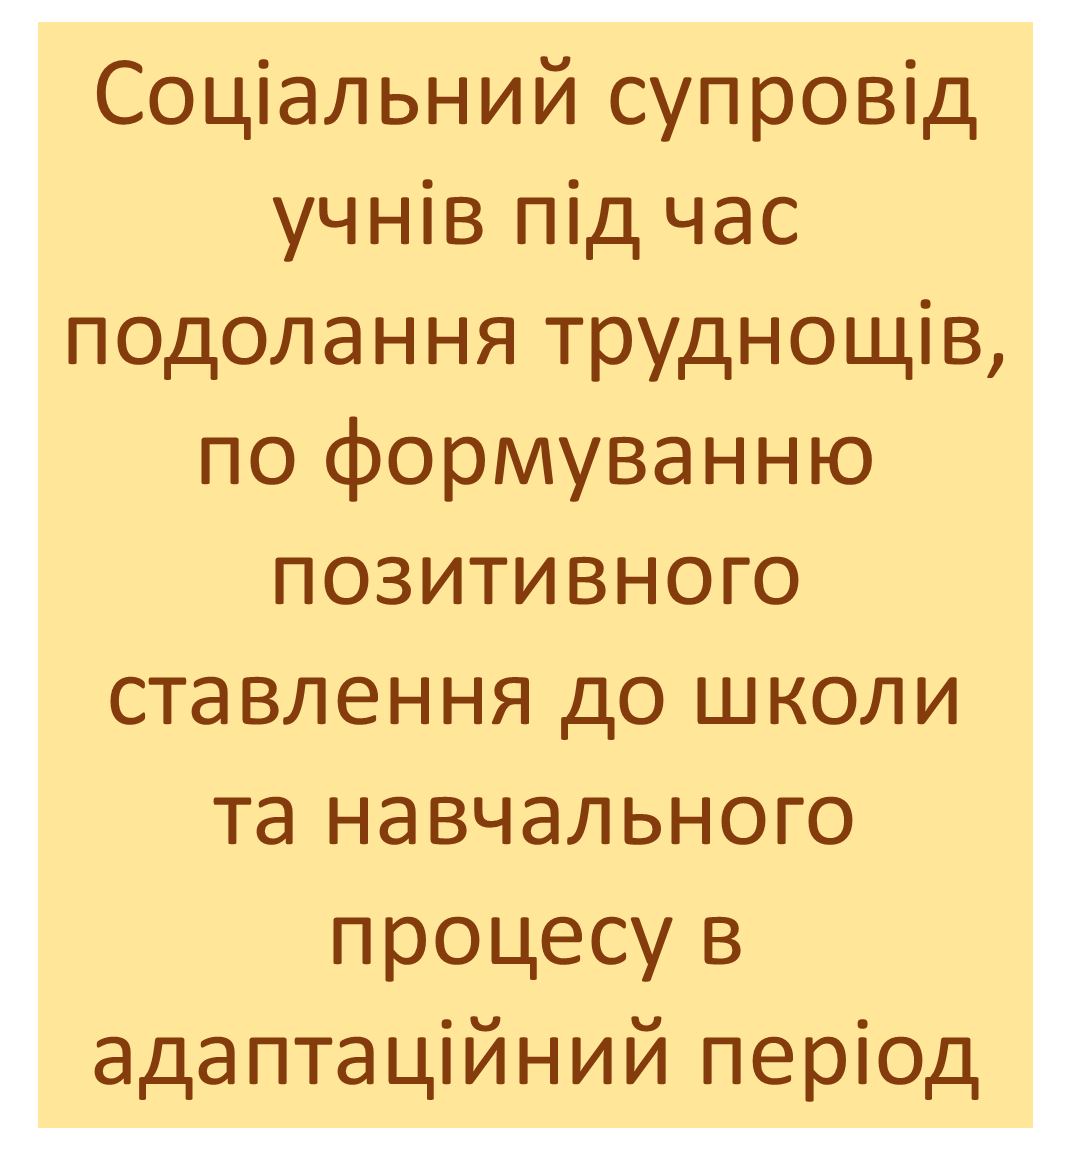 Соціальний супровід
учнів під час
подолання труднощів,
по формуванню
позитивного
ставлення до школи
та навчального
процесу в
адаптаційний період